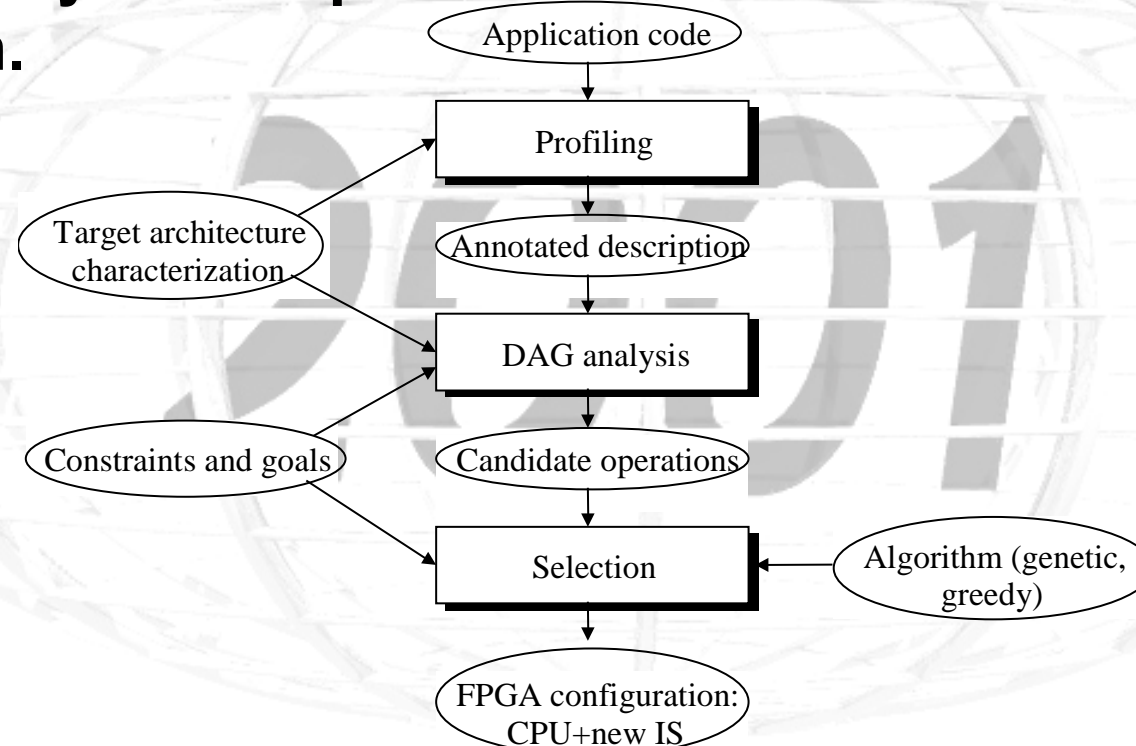 Application code
Profiling
Target architecture
characterization
Annotated description
DAG analysis
Constraints and goals
Candidate operations
Selection
Algorithm (genetic,
greedy)
FPGA configuration:
CPU+new IS
2001